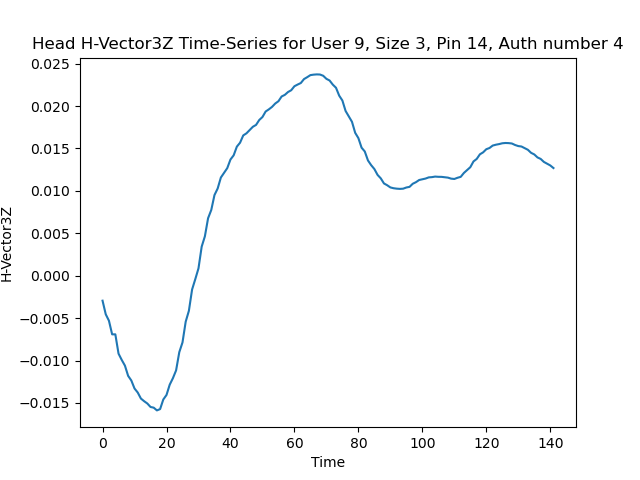 Head H-Vector3Z Time-Series for User 9, Size 3, Pin 14, Auth number 4
H-Vector3Z
0.025
0.020
0.015
0.010
0.005
0.000
−0.005
−0.010
−0.015
0 20 40 60 80 100 120 140
Time